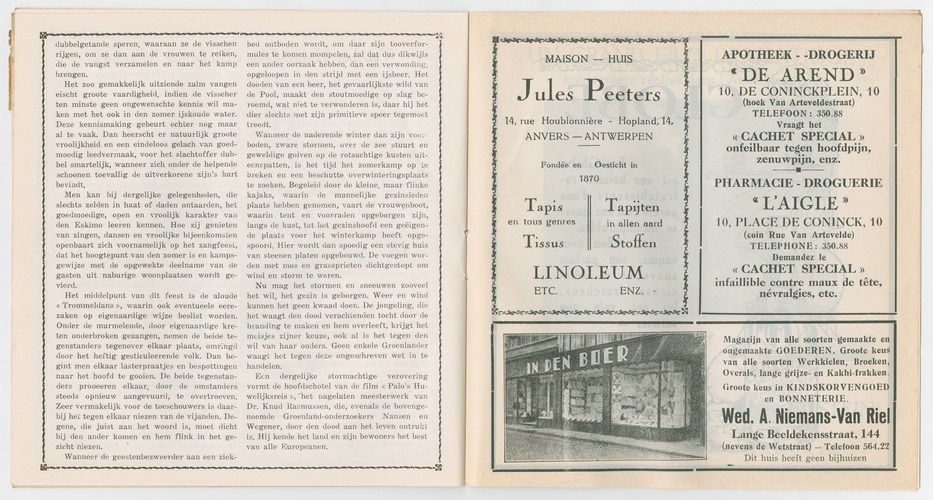 dubbelgetande speren, waaraan ze de visschen
rijgen, om ze dan aan de vrouwen te reiken,
die de vangst verzamelen en naar het kamp
brengen.
Het zoo gemakkelijk uitziende zalm vangen
eischt groote vaardigheid, indien de visscher
ten minste geen ongewenschte kennis wil ma-
ken met het ook in den zomer ijskoude water.
Deze kennismaking gebeurt echter nog maar
al te vaak. Dan heerscht er natuurlijk groote
vroolijkheid en een eindeloos gelach van goed-
moedig leedvermaak, voor het slachtoffer dub-
bel smartelijk, wanneer zich onder de helpende
schoonen toevallig de uitverkorene zijn's hart
bevindt.
Men kan bij dergelijke gelegenheden, die
slechts zelden in haat of daden ontaarden, het
goedmoedige, open en vroolijk karakter van
den Eskimo leeren kennen. Hoe zij genieten
van zingen, dansen en vroolijke bijeenkomsten
openbaart zich voornamelijk op het zangfeest,
dat het hoogtepunt van den zomer is en kamps-
gewijze met de opgewekte deelname van de
gasten uit naburige woonplaatsen wordt ge-
vierd.
Het middelpunt van dit feest is de aloude
« Trommeldans », waarin ook eventueele eere-
zaken op eigenaardige wijze beslist worden.
Onder de murmelende, door eigenaardige kre-
ten onderbroken gezangen, nemen de beide te-
genstanders tegenover elkaar plaats, omringd
door het heftig gesticuleerende volk. Dan be-
gint men elkaar lasterpraatjes en bespottingen
naar het hoofd te gooien. De beide tegenstan-
ders prooeeren elkaar, door de omstanders
steeds opnieuw aangevuurd, te overtroeven.
Zeer vermakelijk voor de toeschouwers is daar-
bij het tegen elkaar niezen van de vijanden. De-
gene, die juist aan het woord is, moet dicht
bij den ander komen en hem flink in het ge-
zicht niezen.
Wanneer de geestenbezweerder aan een ziek-
bed ontboden wordt, om daar zijn tooverfor-
mules te komen mompelen, zal dat dus dikwijls
een ander oorzaak hebben, dan een verwonding,
opgeloopen in den strijd met een ijsbeer. Het
dooden van een beer, het gevaarlijkste wild van
de Pool, maakt den stoutmoedige op slag be-
roemd, wat niet te verwonderen is, daar hij het
dier slechts met zijn primitieve speer tegemoet
treedt.
Wanneer de naderende winter dan zijn voor-
boden, zware stormen, over de zee stuurt en
geweldige golven op de rotsachtige kusten uit-
eenspatten, is het tijd het zomerkamp op te
breken en een beschutte overwinteringsplaats
te zoeken. Begeleid door de kleine, maar flinke
kajaks, waarin de mannelijke gezinsleden
plaats hebben genomen, vaart de vrouwenboot,
waarin tent en voorraden opgeborgen zijn,
langs de kust, tot het gezinshoofd een geëigen-
de plaats voor het winterkamp heeft opge-
spoord. Hier wordt dan spoedig een stevig huis
van steenen platen opgebouwd. De voegen wor-
den met mos en grasprieten dichtgestopt om
wind en storm te weren.
Nu mag het stormen en sneeuwen zooveel
het wil, het gezin is geborgen. Weer en wind
kunnen het geen kwaad doen. De jongeling, die
het waagt den dood verachtenden tocht door de
branding te maken en hem overleeft, krijgt het
meisjes zijner keuze, ook al is het tegen den
wil van haar ouders. Geen enkele Groenlander
waagt het tegen deze ongeschreven wet in te
handelen.
Een dergelijke stormachtige verovering
vormt de hoofdschotel van de film « Palo's Hu-
welijksreis », het nagelaten meesterwerk van
Dr. Knud Rasmussen, die, evenals de bovenge-
noemde Groenland-onderzoekers Nansen en
Wegener, door den dood aan het leven ontrukt
is. Hij kende het land en zijn bewoners het best
van alle Europeanen.
MAISON — HUIS
Jules Peeters
14, rue Houblonnière - Hopland, 14,
ANVERS — ANTWERPEN
Fondée en Gesticht in
1870
Tapis Tapijten
en tous genres in allen aard
Tissus Stoffen
LINOLEUM
ETC. ENZ.
APOTHEEK - -DROGERIJ
« DE AREND »
10, DE CONINCKPLEIN, 10
(hoek Van Arteveldestraat)
TELEFOON : 350.88
Vraagt het
« CACHET SPECIAL »
onfeilbaar tegen hoofdpijn,
zenuwpijn, enz.
PHARMACIE - DROGUERIE
« L'AIGLE »
10, PLACE DE CONINCK, 10
(coin Rue Van Artevelde)
TELEPHONE : 350.88
Demandez le
« CACHET SPECIAL »
infaillible contre maux de tête,
névralgies, etc.
IN DEN BOER
Magazijn van alle soorten gemaakte en
ongemaakte GOEDEREN. Groote keus
van alle soorten Werkkielen, Broeken,
Overals, lange grijze- en Kakhi-frakken.
Groote keus in KINDSKORVENGOED
en BONNETERIE.
Wed. A. Niemans-Van Riel
Lange Beeldekensstraat, 144
(nevens de Wetstraat) -- Telefoon 564.22
Dit huis heeft geen bijhuizen